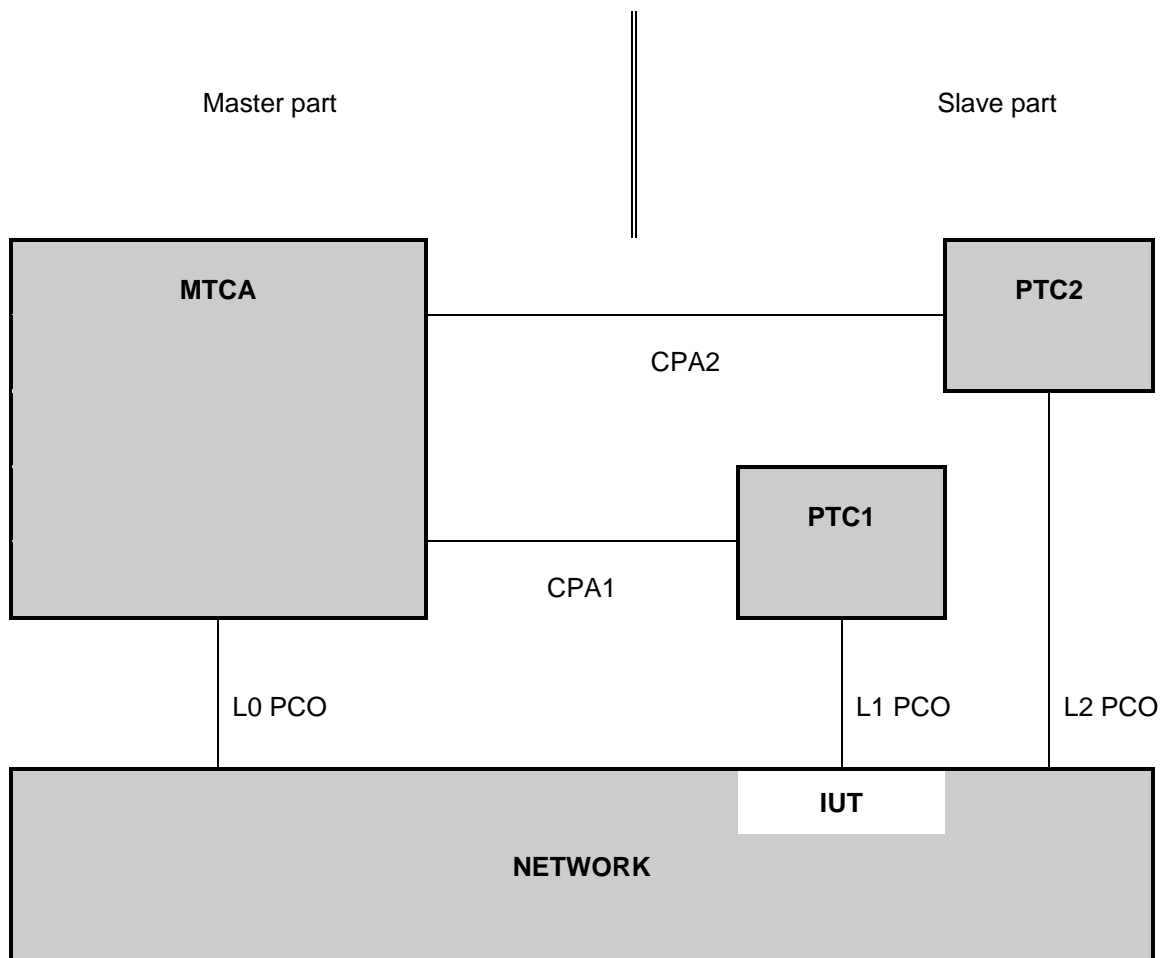 Master part
Slave part
MTCA
PTC2
CPA2
PTC1
CPA1
L0 PCO
L1 PCO
L2 PCO
IUT
NETWORK